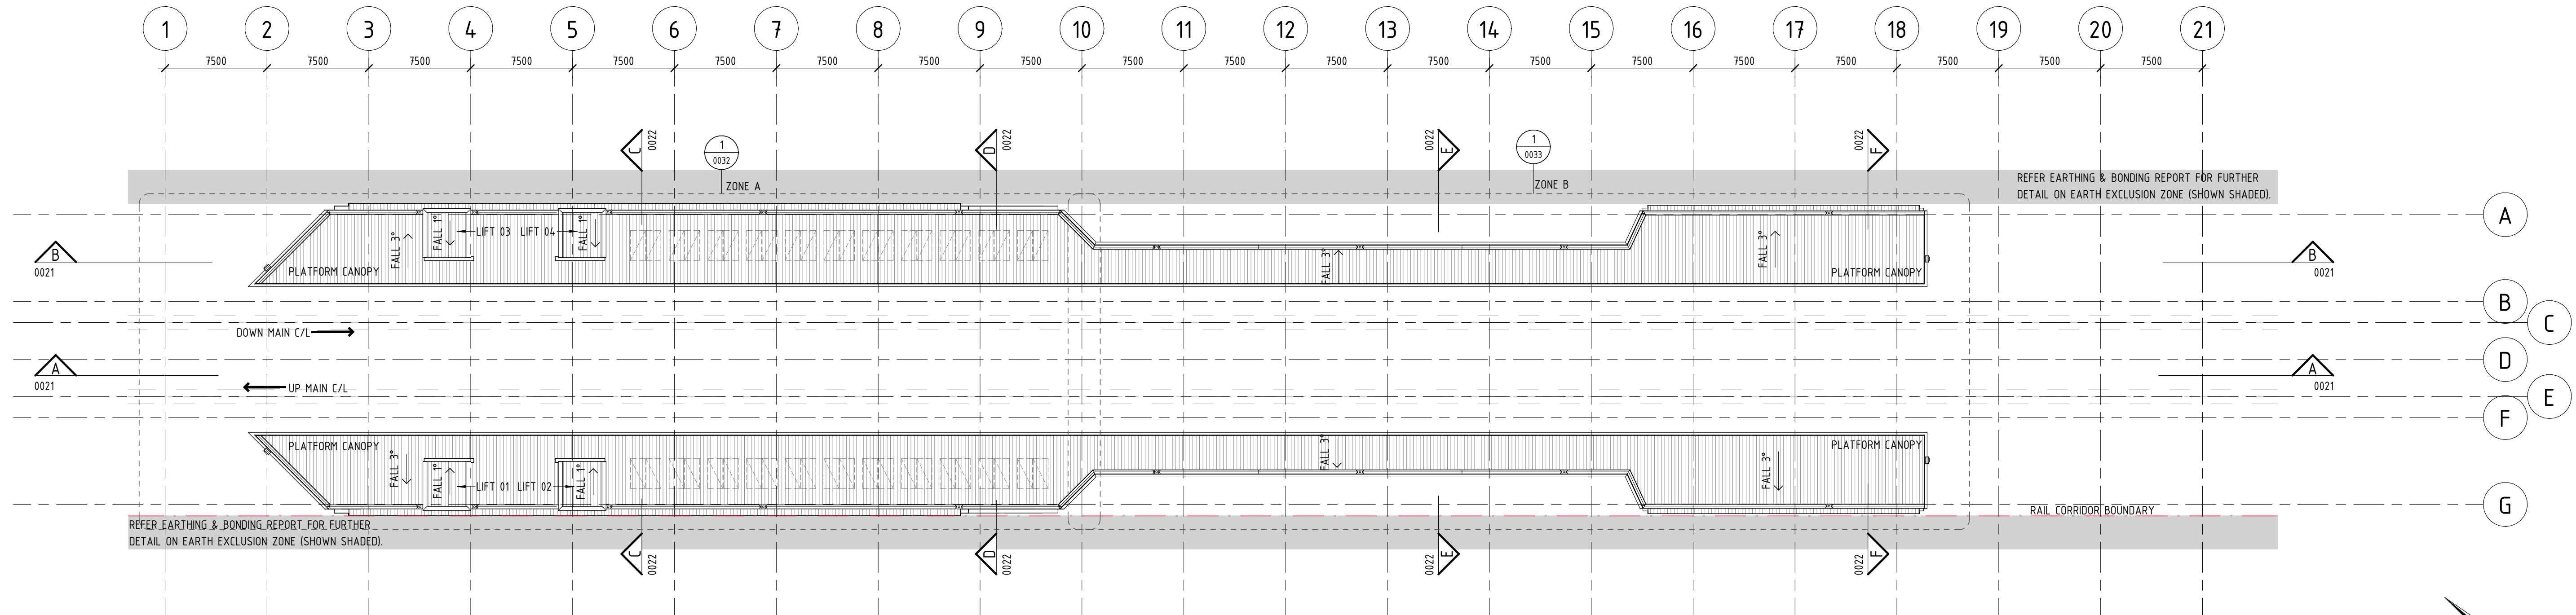 1 2 3 4 5 6 7 8 9 10 11 12 13 14 15 16 17 18 19 20 21
7500 7500 7500 7500 7500 7500 7500 7500 7500 7500 7500 7500 7500 7500 7500 7500 7500 7500 7500 7500
C 0022
1
0032
D 0022
E 0022
1
0033
F 0022
ZONE A
ZONE B
REFER EARTHING & BONDING REPORT FOR FURTHER
DETAIL ON EARTH EXCLUSION ZONE (SHOWN SHADED).
A
FALL 3°
FALL 1°
LIFT 03 LIFT 04
FALL 1°
FALL 3°
FALL 3°
B
0021
PLATFORM CANOPY
PLATFORM CANOPY
B
0021
B
C
DOWN MAIN C/L
D
A
0021
UP MAIN C/L
A
0021
E
F
PLATFORM CANOPY
PLATFORM CANOPY
FALL 3°
FALL 1°
LIFT 01 LIFT 02
FALL 1°
FALL 3°
FALL 3°
G
RAIL CORRIDOR BOUNDARY
REFER EARTHING & BONDING REPORT FOR FURTHER
DETAIL ON EARTH EXCLUSION ZONE (SHOWN SHADED).
C 0022
D 0022
E 0022
F 0022